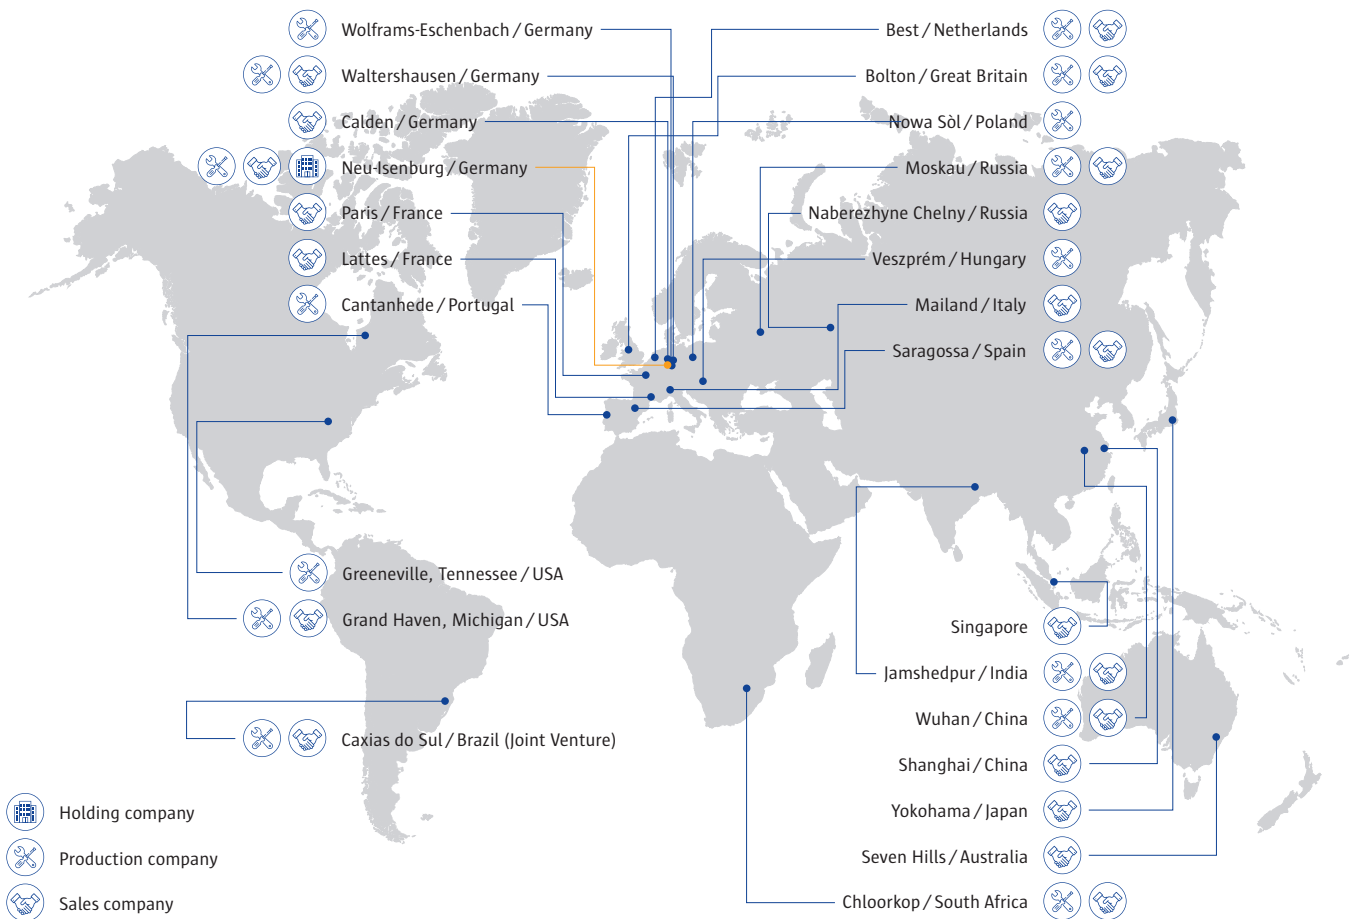 Wolframs-Eschenbach / Germany
Waltershausen / Germany
Calden / Germany
Neu-Isenburg / Germany
Paris / France
Lattes / France
Cantanhede / Portugal
Best / Netherlands
Bolton / Great Britain
Nowa Sòl / Poland
Moskau / Russia
Naberezhyne Chelny / Russia
Veszprém / Hungary
Mailand / Italy
Saragossa / Spain
Greeneville, Tennessee / USA
Grand Haven, Michigan / USA
Caxias do Sul / Brazil (Joint Venture)
Singapore
Jamshedpur / India
Wuhan / China
Shanghai / China
Yokohama / Japan
Seven Hills / Australia
Chloorkop / South Africa
Holding company
Production company
Sales company